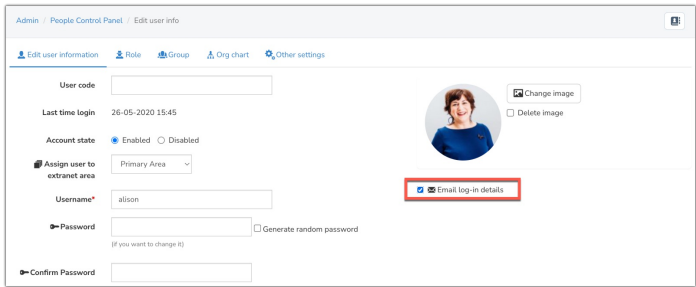 Admin / People Control Panel / Edit user info
Edit user information Role Group Org chart Other settings
User code
Change image
Last time login 26-05-2020 15:45
Delete image
Account state Enabled Disabled
Assign user to
extranet area
Primary Area
Email log-in details
Username* alison
Password Generate random password
(if you want to change it)
Confirm Password